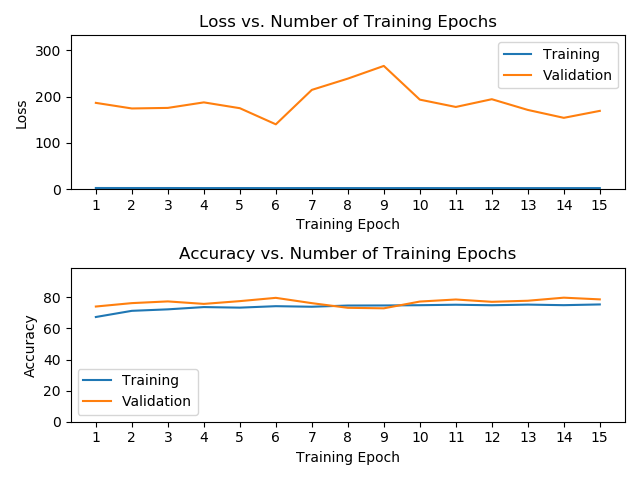 Loss vs. Number of Training Epochs
300
200
100
0
Loss
Training
Validation
1 2 3 4 5 6 7 8 9 10 11 12 13 14 15
Training Epoch
Accuracy vs. Number of Training Epochs
80
60
40
20
0
Accuracy
Training
Validation
1 2 3 4 5 6 7 8 9 10 11 12 13 14 15
Training Epoch